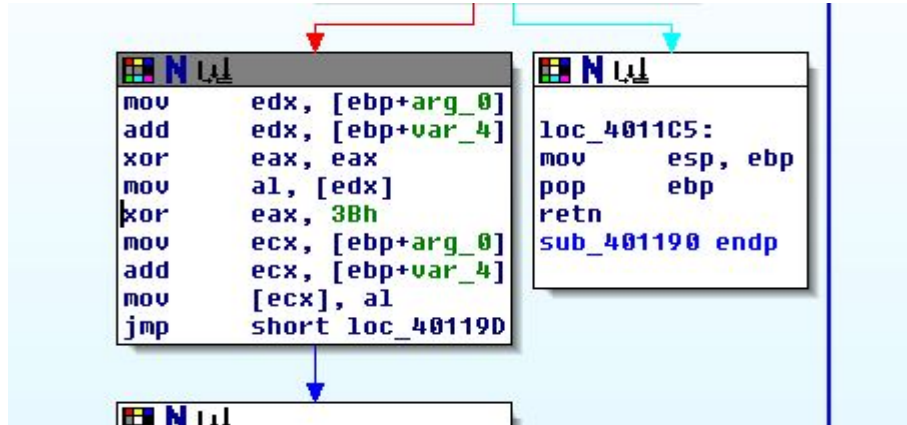 mov edx, [ebp+arg_0]
add edx, [ebp+var_4]
xor eax, eax
mov al, [edx]
xor eax, 3Bh
mov ecx, [ebp+arg_0]
add ecx, [ebp+var_4]
mov [ecx], al
jmp short loc_40119D
loc_4011C5:
mov esp, ebp
pop ebp
retn
sub_401190 endp